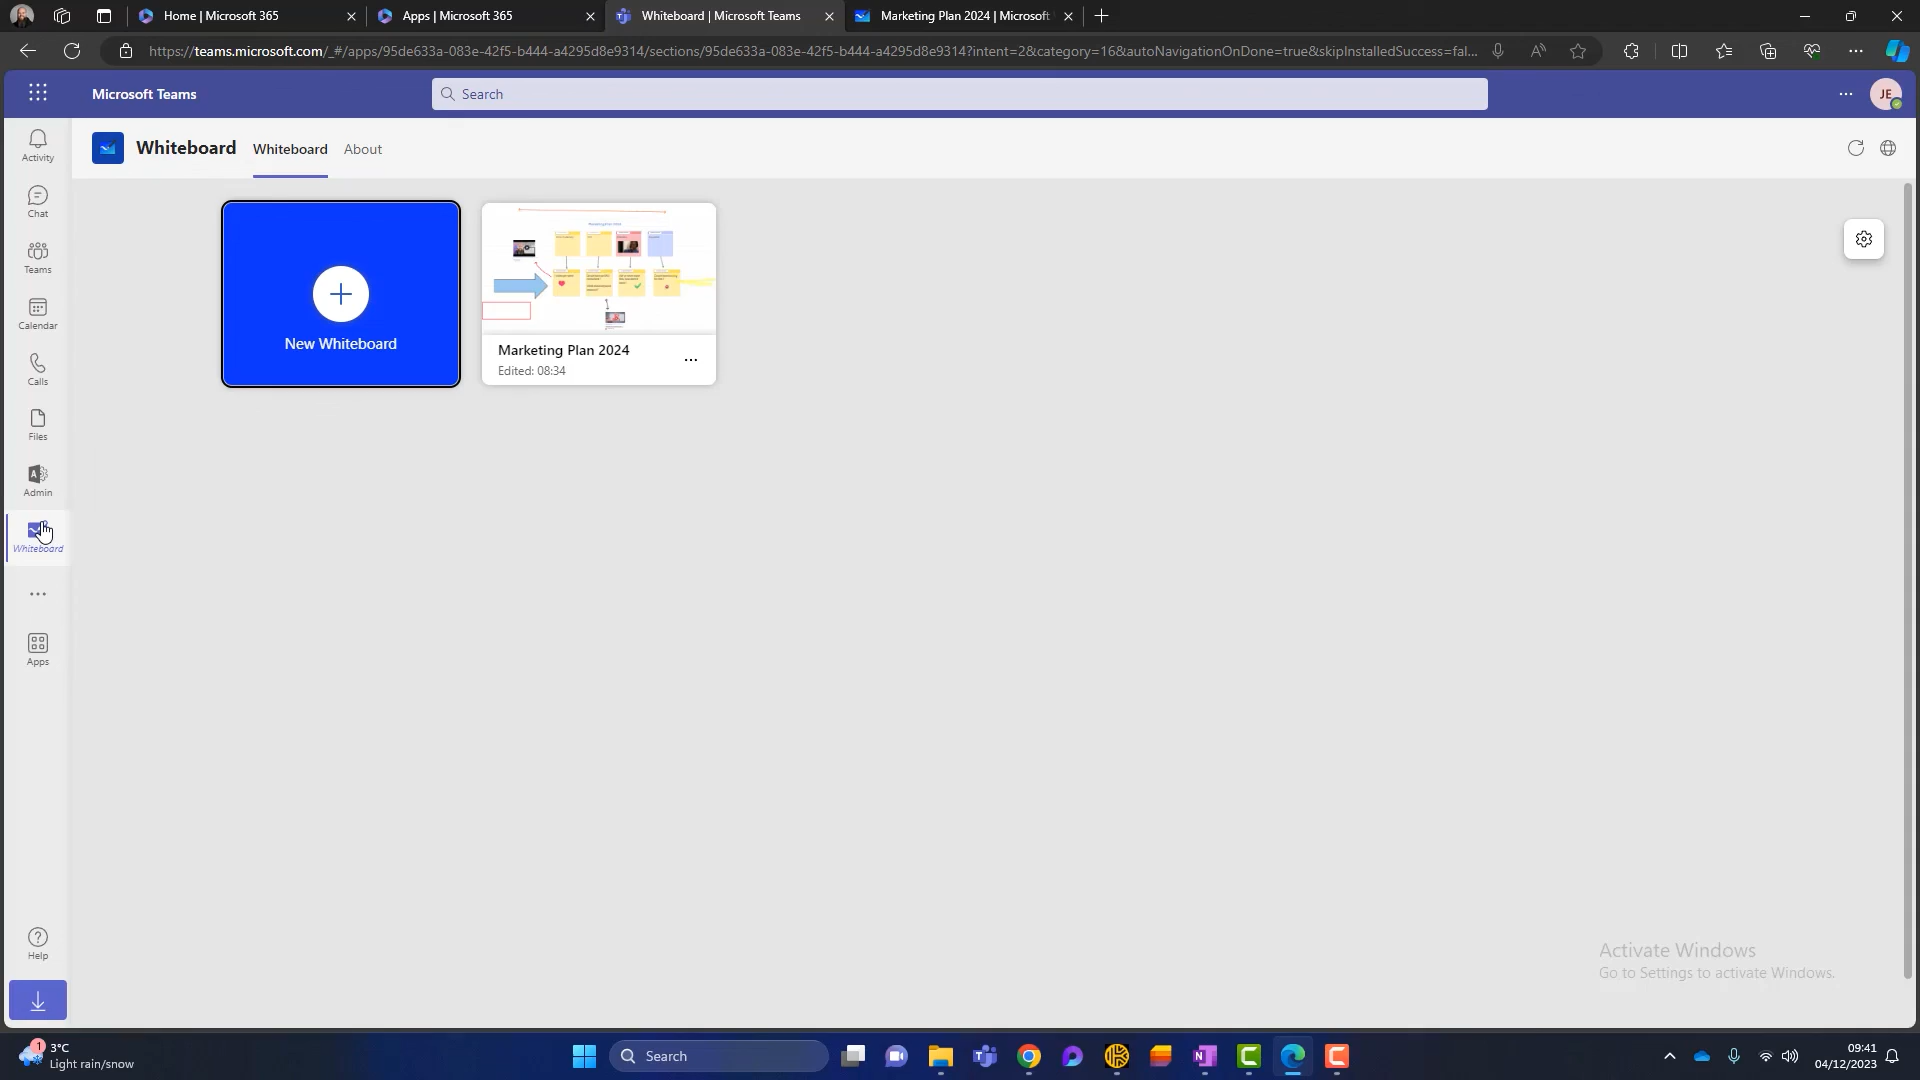 Home | Microsoft 365
Apps | Microsoft 365
Whiteboard | Microsoft Teams
Marketing Plan 2024 | Microsoft
https://teams.microsoft.com/_#/apps/95de633a-083e-42f5-b444-a4295d8e9314/sections/95de633a-083e-42f5-b444-a4295d8e9314?intent=2&category=16&autoNavigationOnDone=true&skipInstalledSuccess=fal...
Microsoft Teams
Search
JE
Whiteboard
Whiteboard
About
Activity
Chat
Teams
Calendar
Calls
Files
Admin
Whiteboard
Apps
Help
New Whiteboard
Marketing Plan 2024
Edited: 08:34
Activate Windows
Go to Settings to activate Windows.
1
3°C
Light rain/snow
Search
09:41
04/12/2023